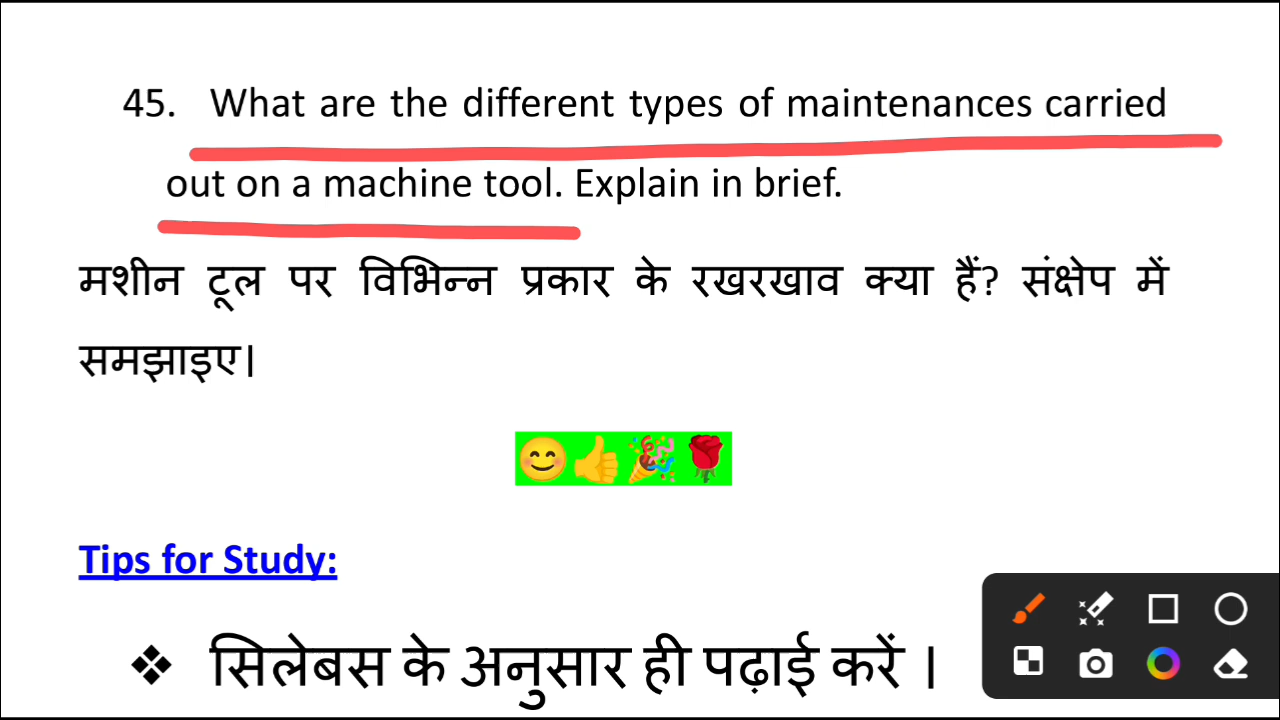 45. What are the different types of maintenances carried
out on a machine tool. Explain in brief.
मशीन टूल पर विभिन्न प्रकार के रखरखाव क्या हैं? संक्षेप में
समझाइए।
😊👍🎉🌹
Tips for Study:
❖ सिलेबस के अनुसार ही पढ़ाई करें ।